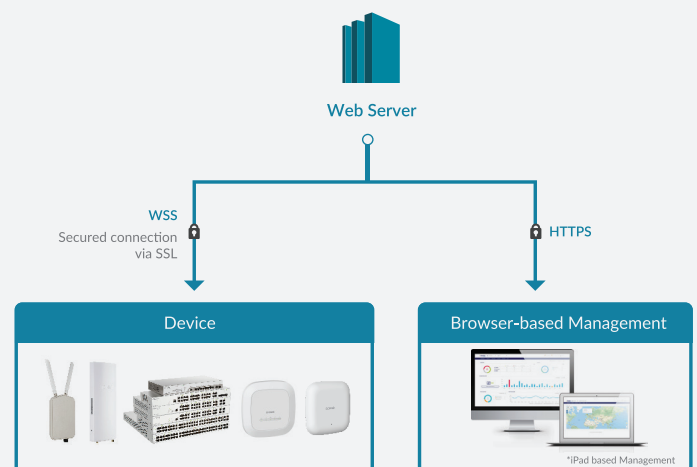 Web Server
WSS
Secured connection
via SSL
HTTPS
Device
Browser-based Management
*iPad based Management